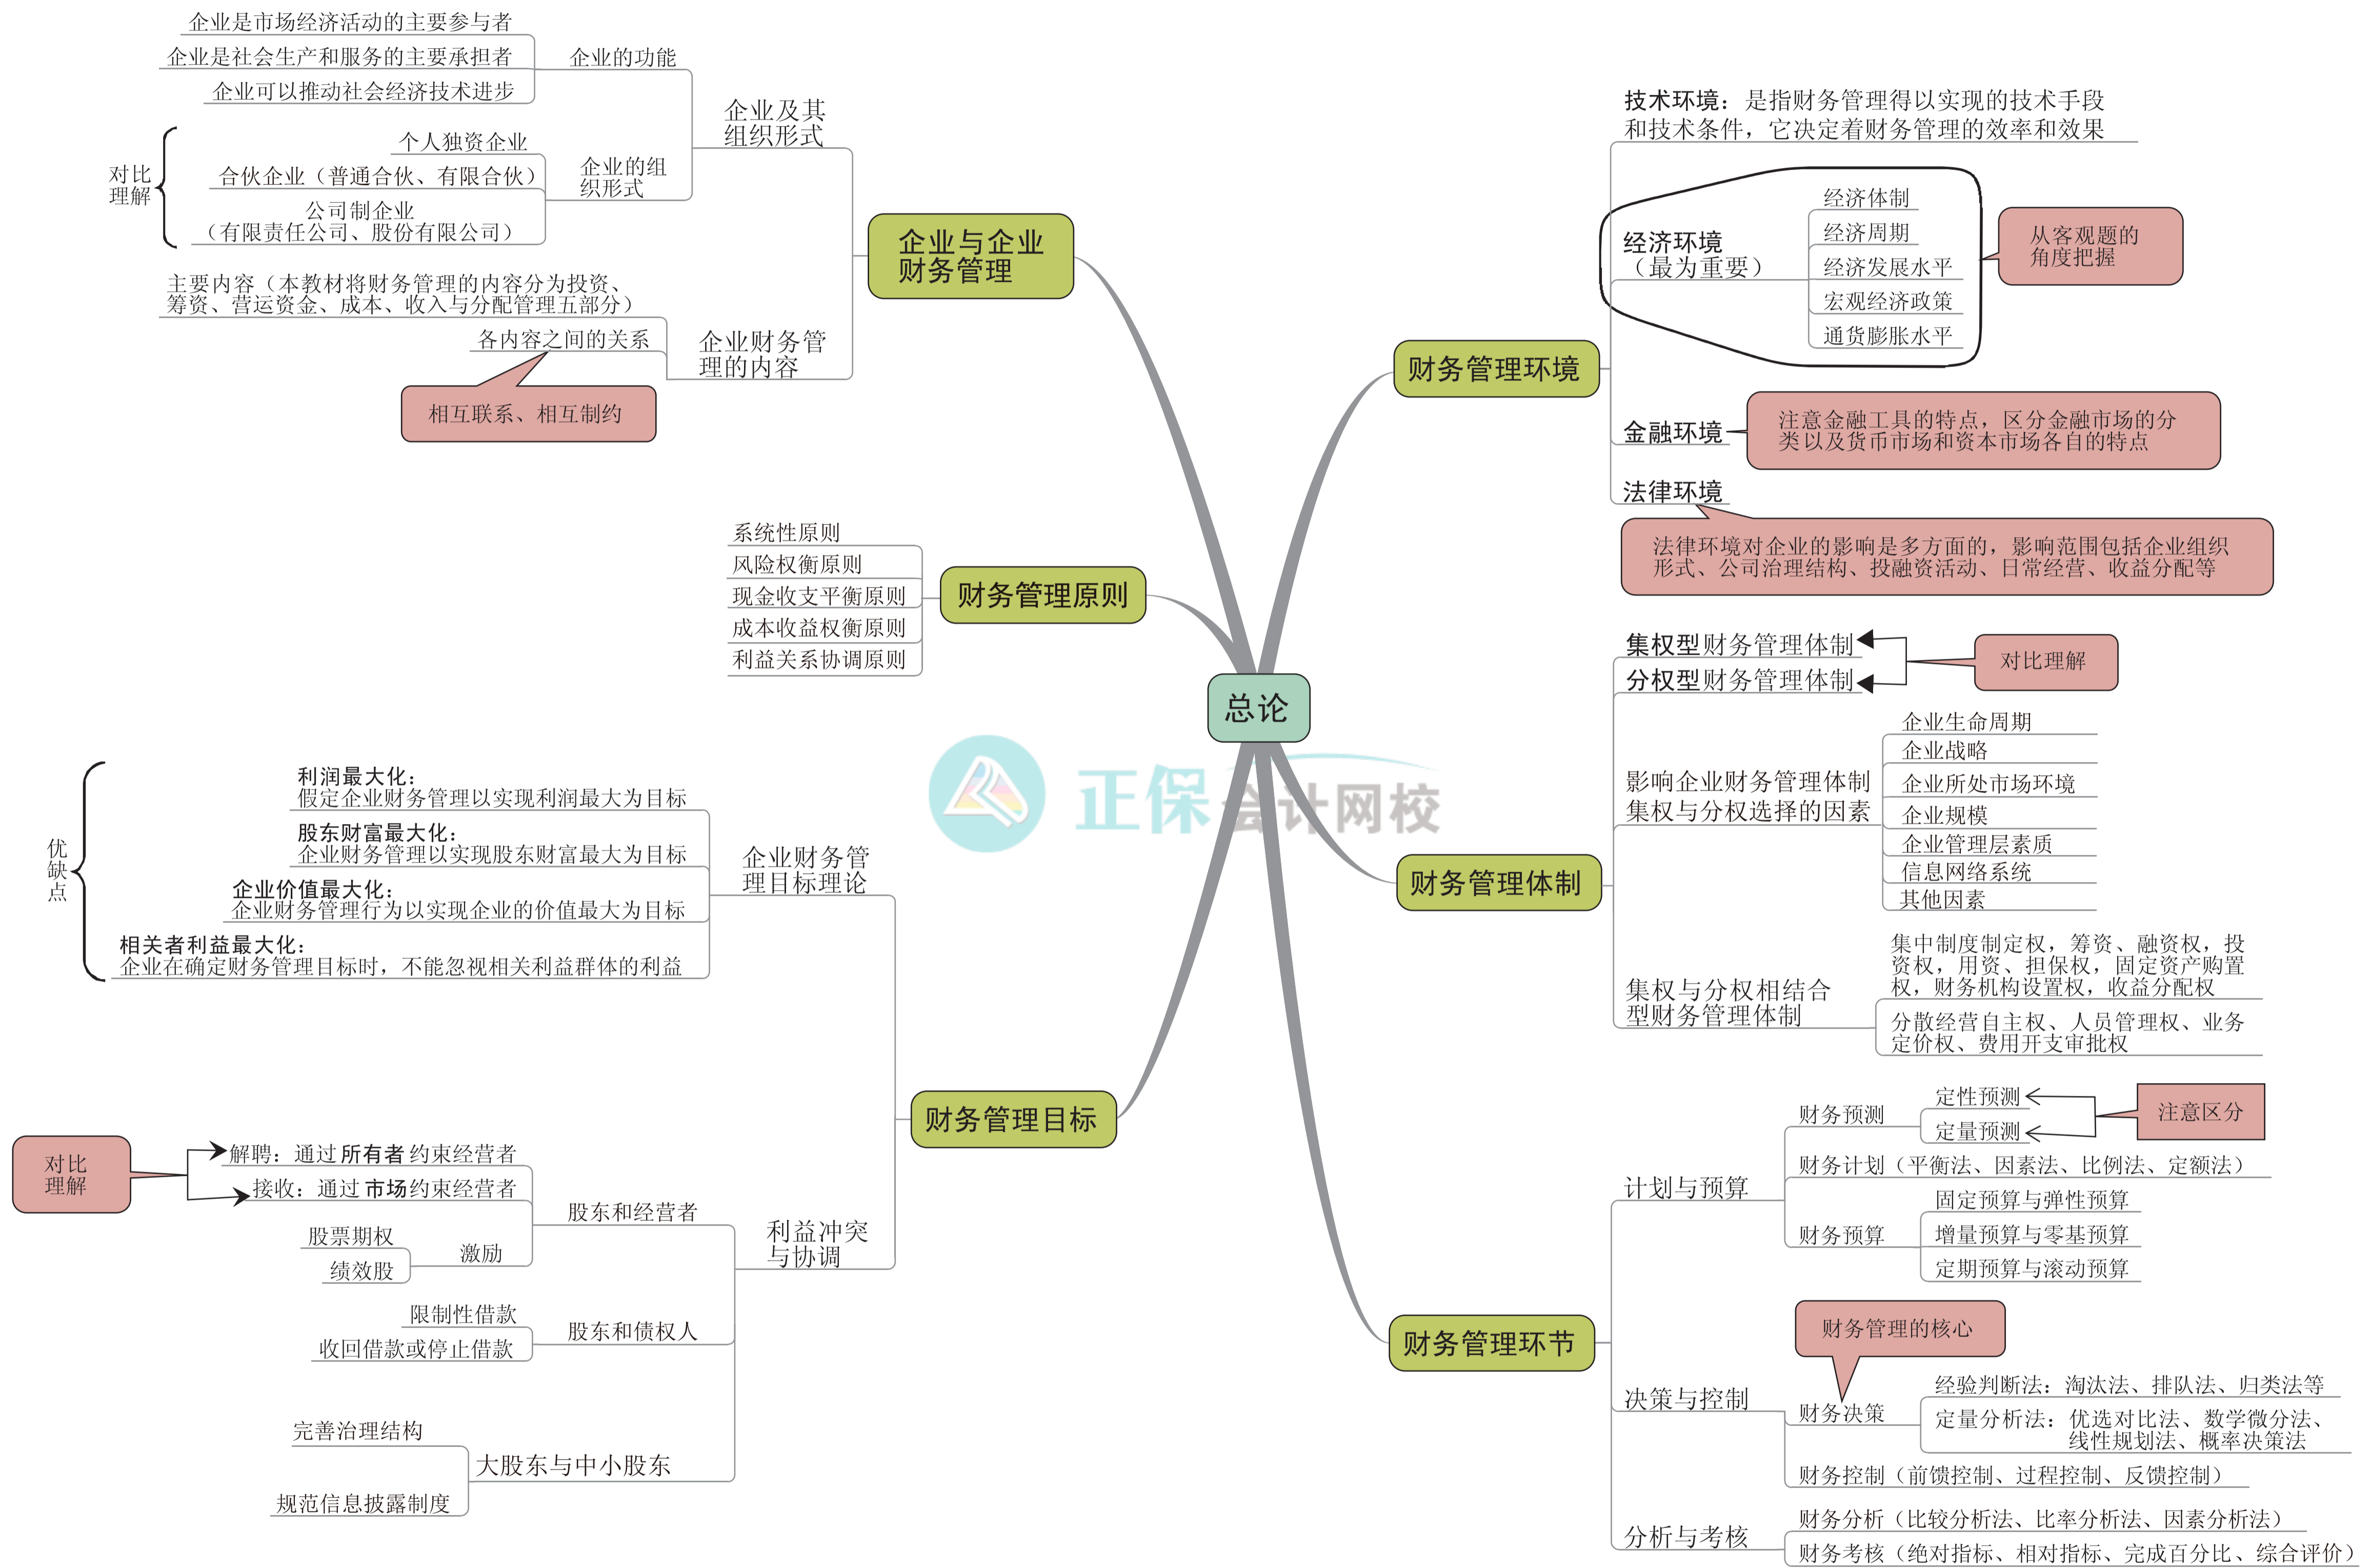 总论
企业与企业
财务管理
企业及其
组织形式
企业的功能
企业是市场经济活动的主要参与者
企业是社会生产和服务的主要承担者
企业可以推动社会经济技术进步
企业的组
织形式
个人独资企业
合伙企业（普通合伙、有限合伙）
公司制企业
（有限责任公司、股份有限公司）
对比
理解
企业财务管
理的内容
主要内容（本教材将财务管理的内容分为投资、
筹资、营运资金、成本、收入与分配管理五部分）
各内容之间的关系
相互联系、相互制约
财务管理原则
系统性原则
风险权衡原则
现金收支平衡原则
成本收益权衡原则
利益关系协调原则
财务管理目标
企业财务管
理目标理论
利润最大化：
假定企业财务管理以实现利润最大为目标
股东财富最大化：
企业财务管理以实现股东财富最大为目标
企业价值最大化：
企业财务管理行为以实现企业的价值最大为目标
相关者利益最大化：
企业在确定财务管理目标时，不能忽视相关利益群体的利益
优
缺
点
利益冲突
与协调
股东和经营者
解聘：通过所有者约束经营者
接收：通过市场约束经营者
对比
理解
激励
股票期权
绩效股
股东和债权人
限制性借款
收回借款或停止借款
大股东与中小股东
完善治理结构
规范信息披露制度
财务管理环境
技术环境：是指财务管理得以实现的技术手段
和技术条件，它决定着财务管理的效率和效果
经济环境
（最为重要）
经济体制
经济周期
经济发展水平
宏观经济政策
通货膨胀水平
从客观题的
角度把握
金融环境
注意金融工具的特点，区分金融市场的分
类以及货币市场和资本市场各自的特点
法律环境
法律环境对企业的影响是多方面的，影响范围包括企业组织
形式、公司治理结构、投融资活动、日常经营、收益分配等
财务管理体制
集权型财务管理体制
分权型财务管理体制
对比理解
影响企业财务管理体制
集权与分权选择的因素
企业生命周期
企业战略
企业所处市场环境
企业规模
企业管理层素质
信息网络系统
其他因素
集权与分权相结合
型财务管理体制
集中制度制定权，筹资、融资权，投
资权，用资、担保权，固定资产购置
权，财务机构设置权，收益分配权
分散经营自主权、人员管理权、业务
定价权、费用开支审批权
财务管理环节
计划与预算
财务预测
定性预测
定量预测
注意区分
财务计划（平衡法、因素法、比例法、定额法）
财务预算
固定预算与弹性预算
增量预算与零基预算
定期预算与滚动预算
决策与控制
财务管理的核心
财务决策
经验判断法：淘汰法、排队法、归类法等
定量分析法：优选对比法、数学微分法、
线性规划法、概率决策法
财务控制（前馈控制、过程控制、反馈控制）
分析与考核
财务分析（比较分析法、比率分析法、因素分析法）
财务考核（绝对指标、相对指标、完成百分比、综合评价）
正保会计网校